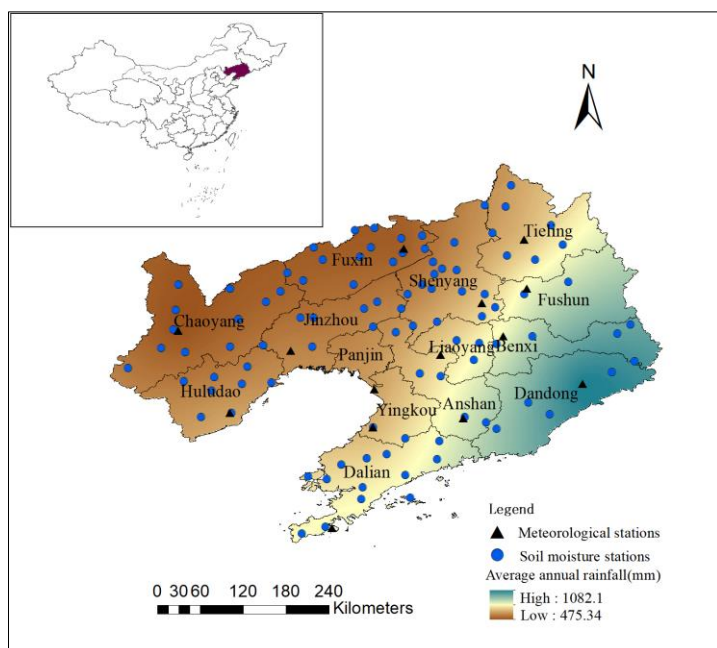 N
Tieling
Fuxin
Shenyang
Fushun
Chaoyang
Jinzhou
Liaoyang
Benxi
Panjin
Huludao
Dandong
Yingkou
Anshan
Dalian
Legend
Meteorological stations
Soil moisture stations
Average annual rainfall(mm)
High : 1082.1
Low : 475.34
0 30 60 120 180 240
Kilometers